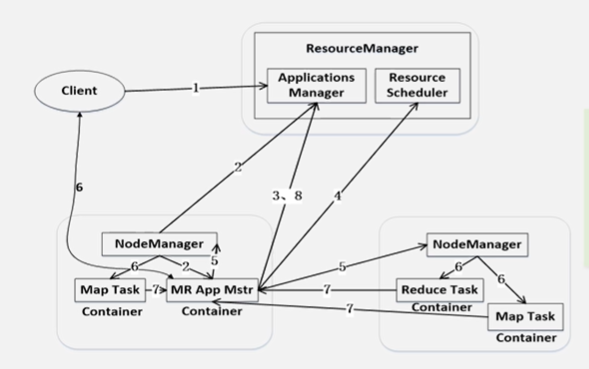 ResourceManager
Applications
Manager
Resource
Scheduler
Client
1
2
3、8
4
6
NodeManager
6
2
5
Map Task
7
MR App Mstr
Container
Container
5
7
7
NodeManager
6
6
Reduce Task
Container
Map Task
Container